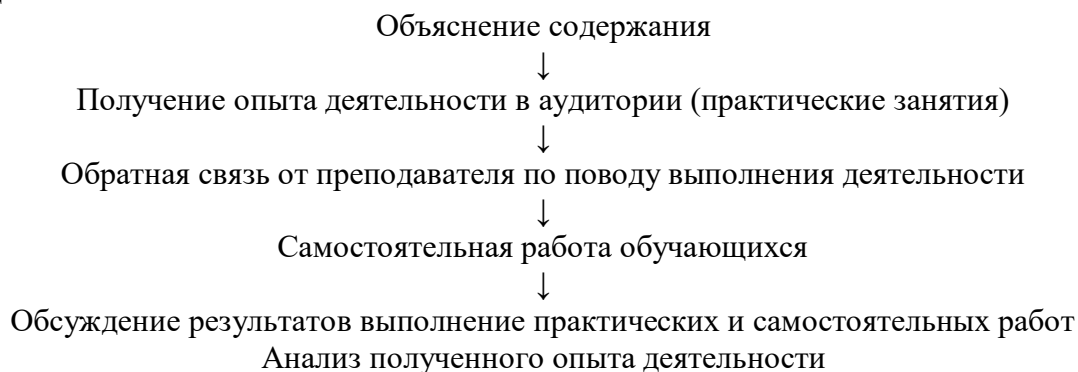 Объяснение содержания
↓
Получение опыта деятельности в аудитории (практические занятия)
↓
Обратная связь от преподавателя по поводу выполнения деятельности
↓
Самостоятельная работа обучающихся
↓
Обсуждение результатов выполнение практических и самостоятельных работ
Анализ полученного опыта деятельности